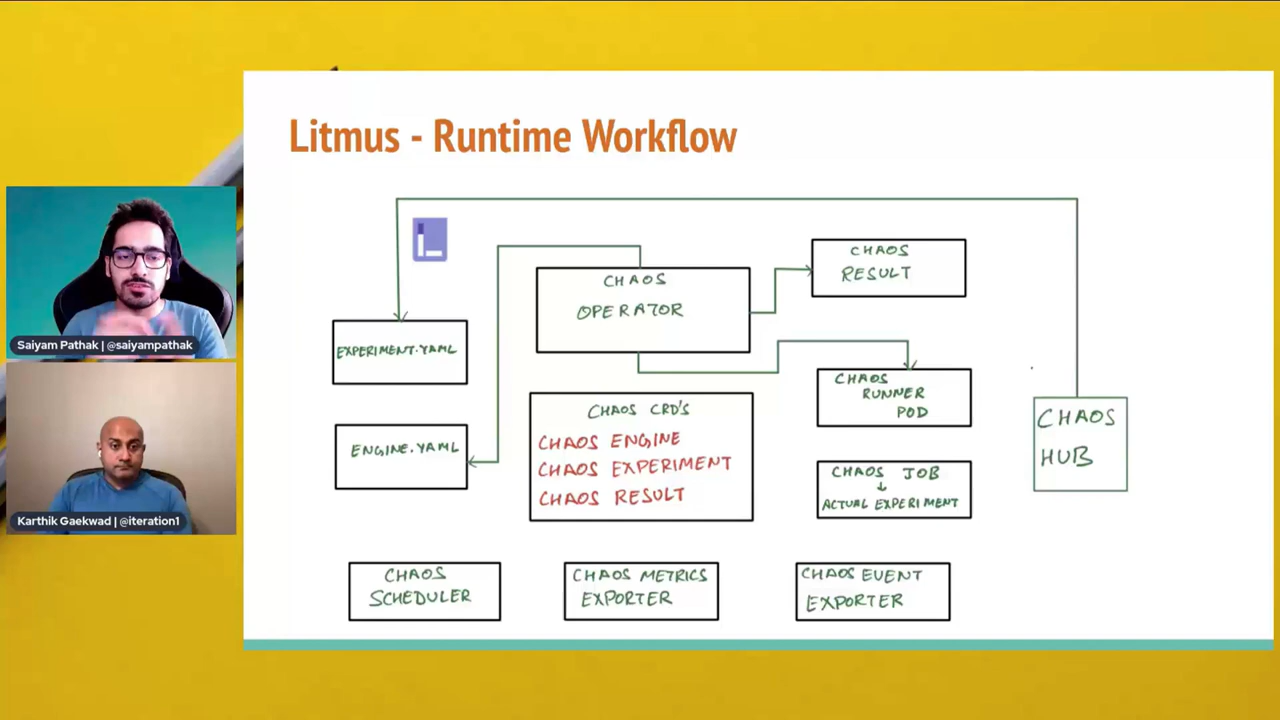 Litmus - Runtime Workflow
CHAOS
OPERATOR
CHAOS
RESULT
EXPERIMENT.YAML
ENGINE.YAML
CHAOS CRD'S
CHAOS ENGINE
CHAOS EXPERIMENT
CHAOS RESULT
CHAOS
RUNNER
POD
CHAOS JOB
ACTUAL EXPERIMENT
CHAOS
HUB
CHAOS
SCHEDULER
CHAOS METRICS
EXPORTER
CHAOS EVENT
EXPORTER
Saiyam Pathak | @saiyampathak
Karthik Gaekwad | @iteration1